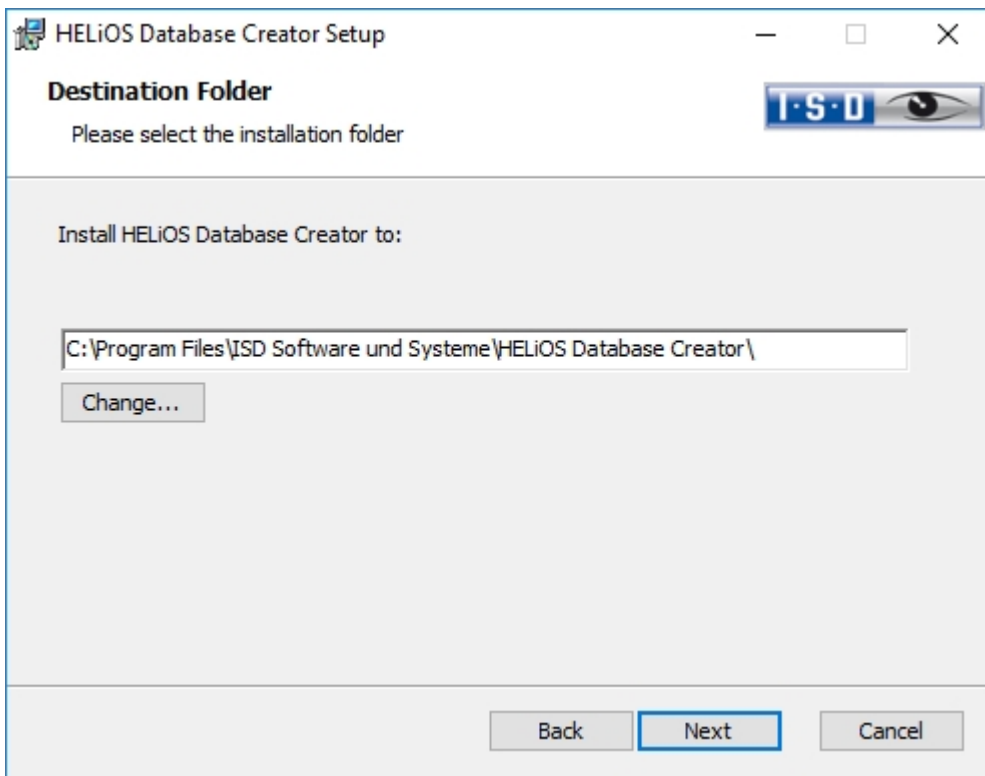 HELiOS Database Creator Setup
Destination Folder
I·S·D
Please select the installation folder
Install HELiOS Database Creator to:
C:\Program Files\ISD Software und Systeme\HELiOS Database Creator\
Change...
Back Next Cancel